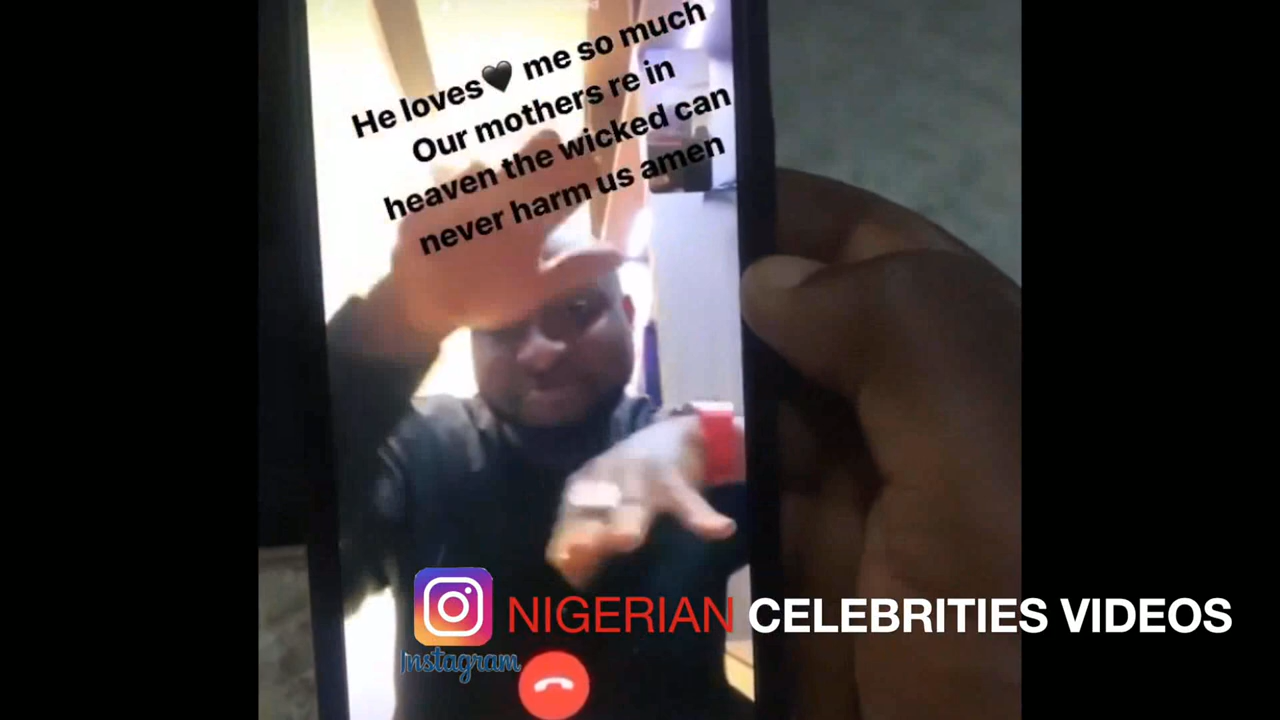 He loves🖤 me so much
Our mothers re in
heaven the wicked can
never harm us amen
NIGERIAN CELEBRITIES VIDEOS
Instagram